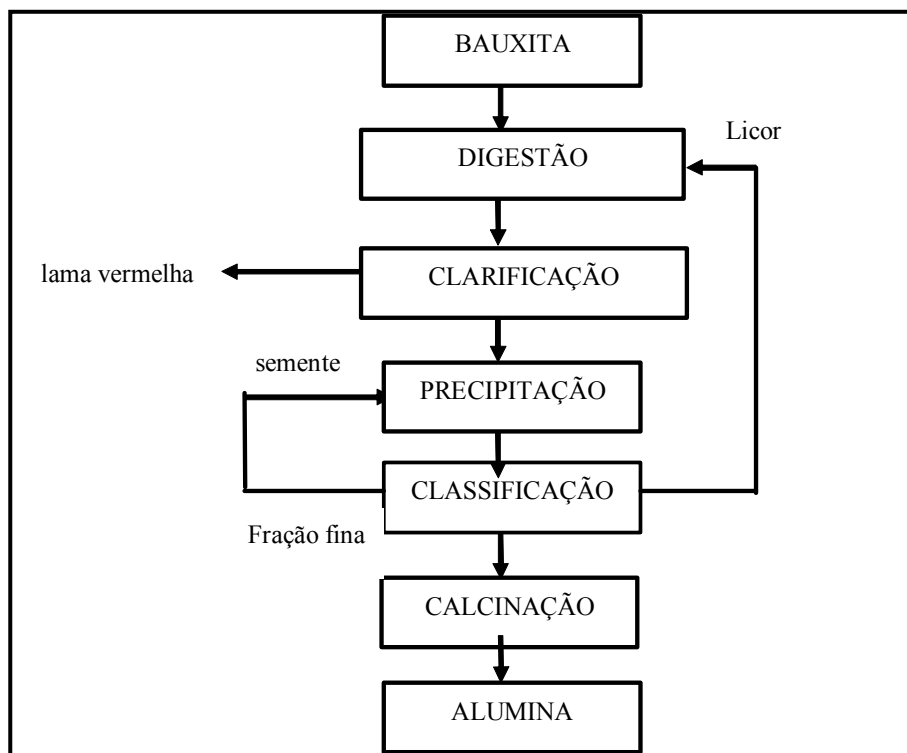 BAUXITA
Licor
DIGESTÃO
lama vermelha
CLARIFICAÇÃO
semente
PRECIPITAÇÃO
CLASSIFICAÇÃO
Fração fina
CALCINAÇÃO
ALUMINA